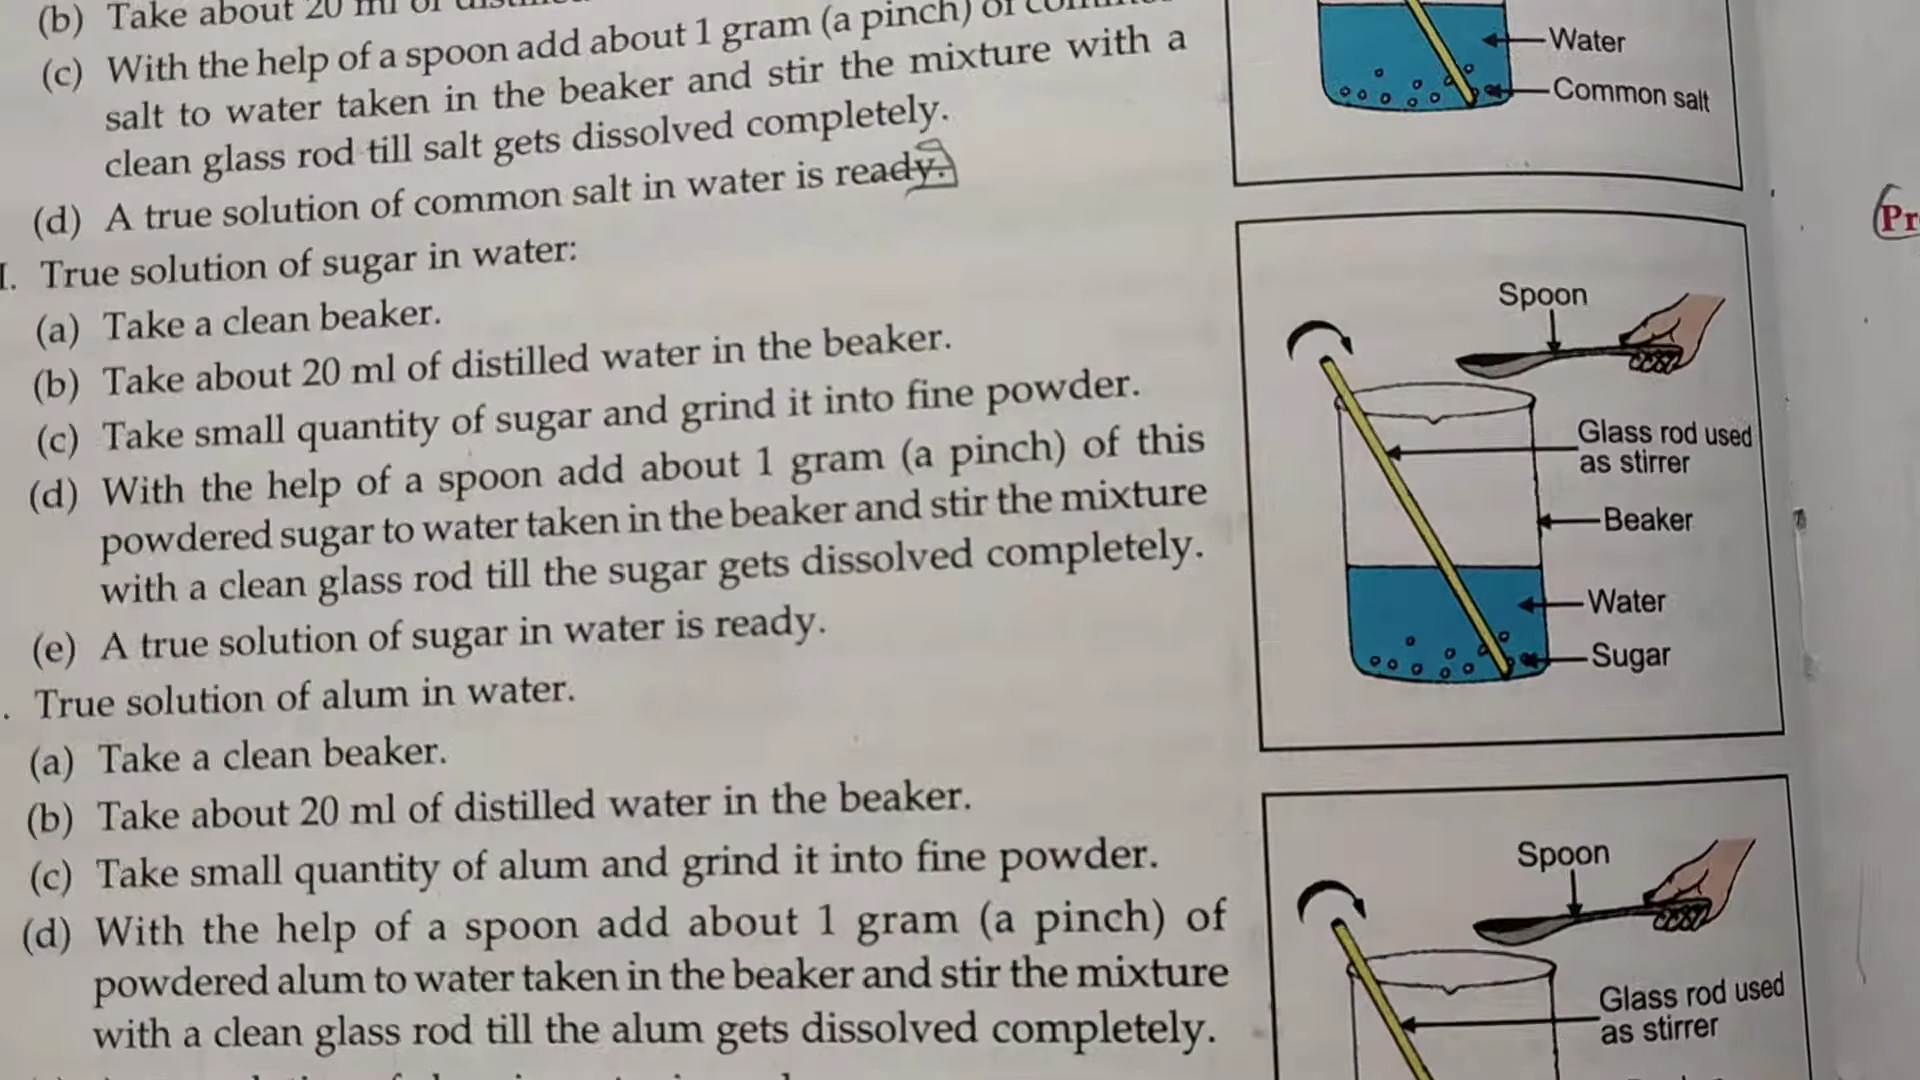 (b) Take about 20 ml of
(c) With the help of a spoon add about 1 gram (a pinch) of
salt to water taken in the beaker and stir the mixture with a
clean glass rod till salt gets dissolved completely.
(d) A true solution of common salt in water is ready.
I. True solution of sugar in water:
(a) Take a clean beaker.
(b) Take about 20 ml of distilled water in the beaker.
(c) Take small quantity of sugar and grind it into fine powder.
(d) With the help of a spoon add about 1 gram (a pinch) of this
powdered sugar to water taken in the beaker and stir the mixture
with a clean glass rod till the sugar gets dissolved completely.
(e) A true solution of sugar in water is ready.
. True solution of alum in water.
(a) Take a clean beaker.
(b) Take about 20 ml of distilled water in the beaker.
(c) Take small quantity of alum and grind it into fine powder.
(d) With the help of a spoon add about 1 gram (a pinch) of
powdered alum to water taken in the beaker and stir the mixture
with a clean glass rod till the alum gets dissolved completely.
Water
Common salt
Spoon
Glass rod used
as stirrer
Beaker
Water
Sugar
Spoon
Glass rod used
as stirrer
Pr